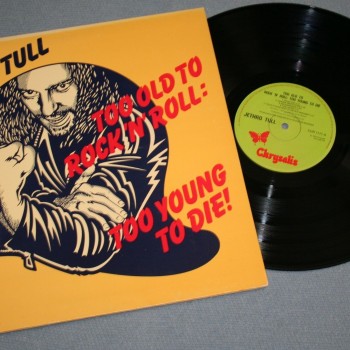 TULL
TOO OLD TO
ROCK'N'ROLL:
TOO YOUNG
TO DIE!
JETHRO TULL
Chrysalis